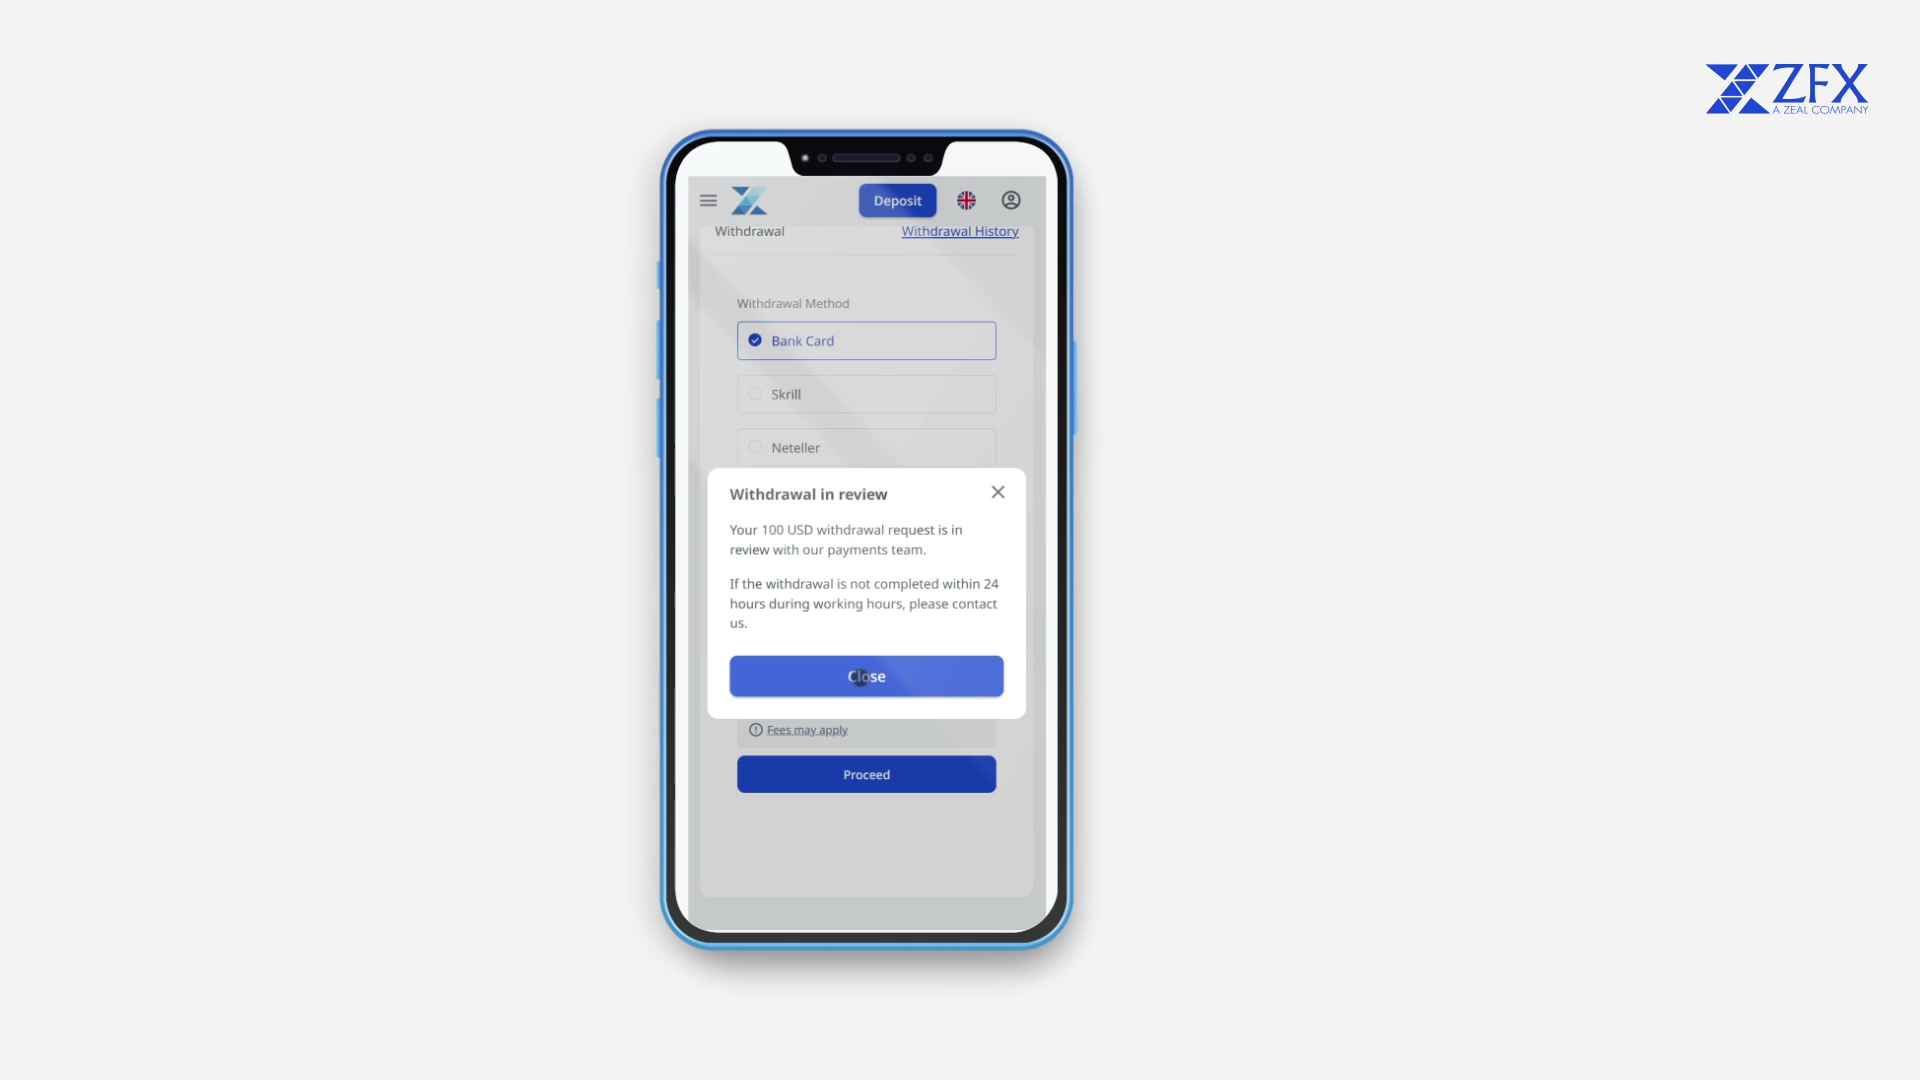 ZFX
A ZEAL COMPANY
Deposit
Withdrawal
Withdrawal History
Withdrawal Method
Bank Card
Skrill
Neteller
Withdrawal in review
Your 100 USD withdrawal request is in
review with our payments team.
If the withdrawal is not completed within 24
hours during working hours, please contact
us.
Close
Fees may apply
Proceed